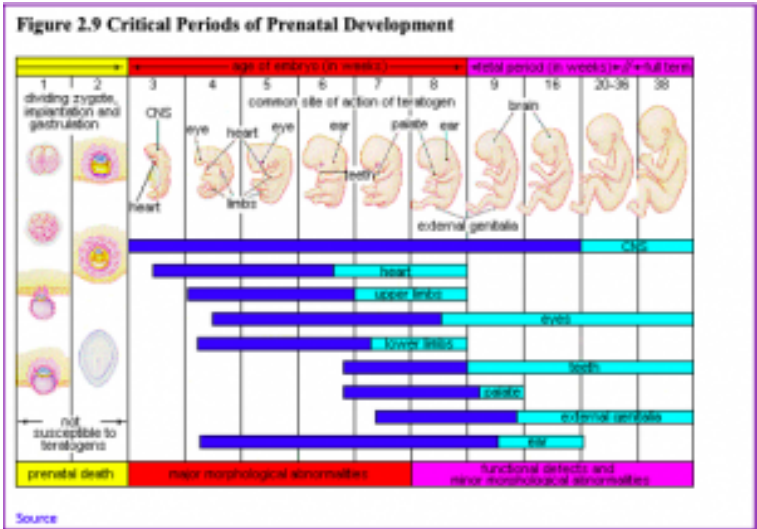 Figure 2.9 Critical Periods of Prenatal Development
age of embryo (in weeks)
fetal period (in weeks)
full term
1 2 3 4 5 6 7 8 9 16 20-36 38
dividing zygote,
implantation and
gastrulation
common site of action of teratogen
CNS
eye
heart
eye
ear
palate
ear
brain
teeth
limbs
heart
external genitalia
CNS
heart
upper limbs
eyes
lower limbs
teeth
palate
external genitalia
ear
not
susceptible to
teratogens
prenatal death
major morphological abnormalities
functional defects and
minor morphological abnormalities
Source